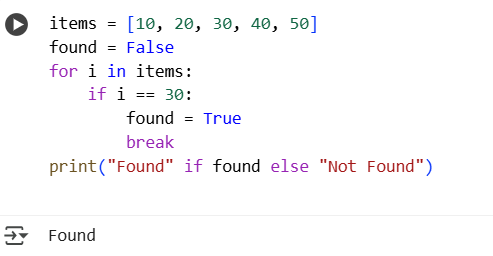 items = [10, 20, 30, 40, 50]
found = False
for i in items:
    if i == 30:
        found = True
        break
print("Found" if found else "Not Found")
Found